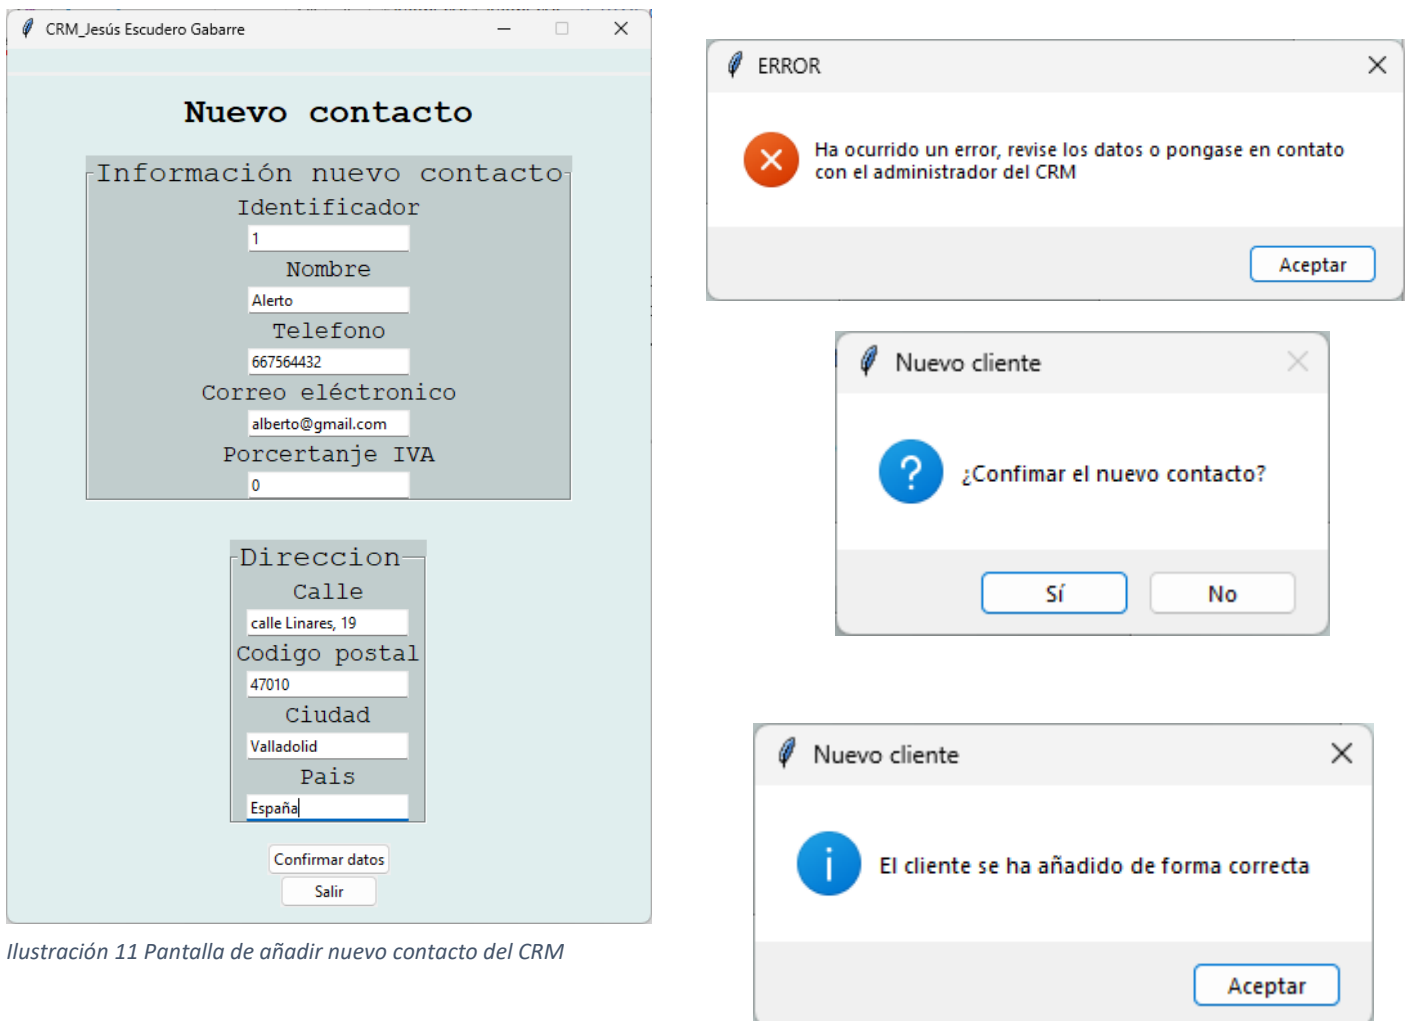 CRM_Jesús Escudero Gabarre
Nuevo contacto
Información nuevo contacto
Identificador
1
Nombre
Alerto
Telefono
667564432
Correo eléctronico
alberto@gmail.com
Porcertanje IVA
0
Direccion
Calle
calle Linares, 19
Codigo postal
47010
Ciudad
Valladolid
Pais
España
Confirmar datos
Salir
Ilustración 11 Pantalla de añadir nuevo contacto del CRM
ERROR
Ha ocurrido un error, revise los datos o pongase en contato
con el administrador del CRM
Aceptar
Nuevo cliente
¿Confimar el nuevo contacto?
Sí No
Nuevo cliente
El cliente se ha añadido de forma correcta
Aceptar